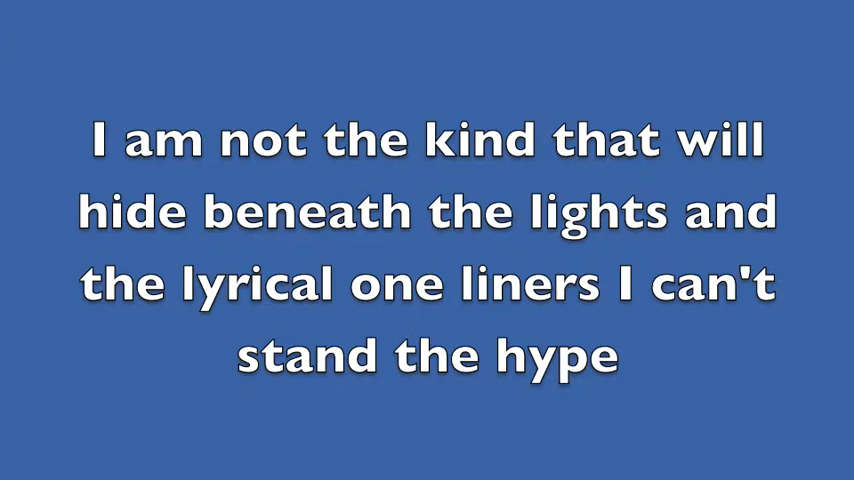 I am not the kind that will
hide beneath the lights and
the lyrical one liners I can't
stand the hype